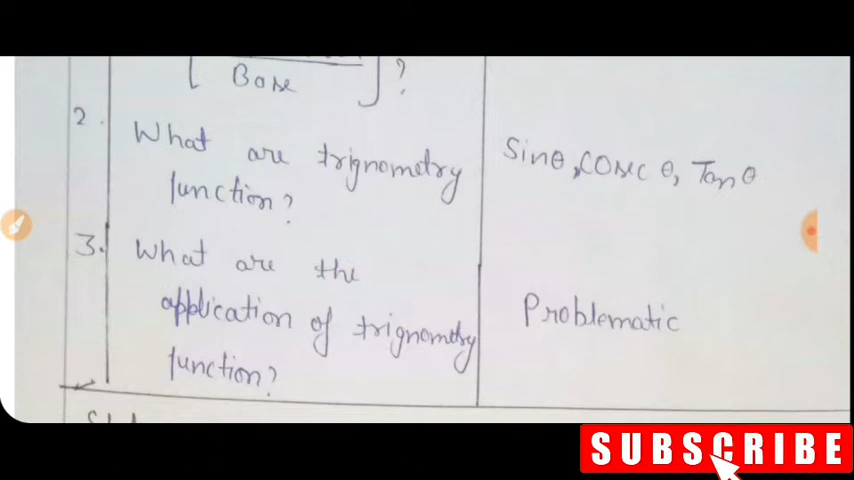 Base ?
2. What are trignometry Sinθ, COsec θ, Tanθ
function?
3. What are the
application of trignometry Problematic
function?
SUBSCRIBE